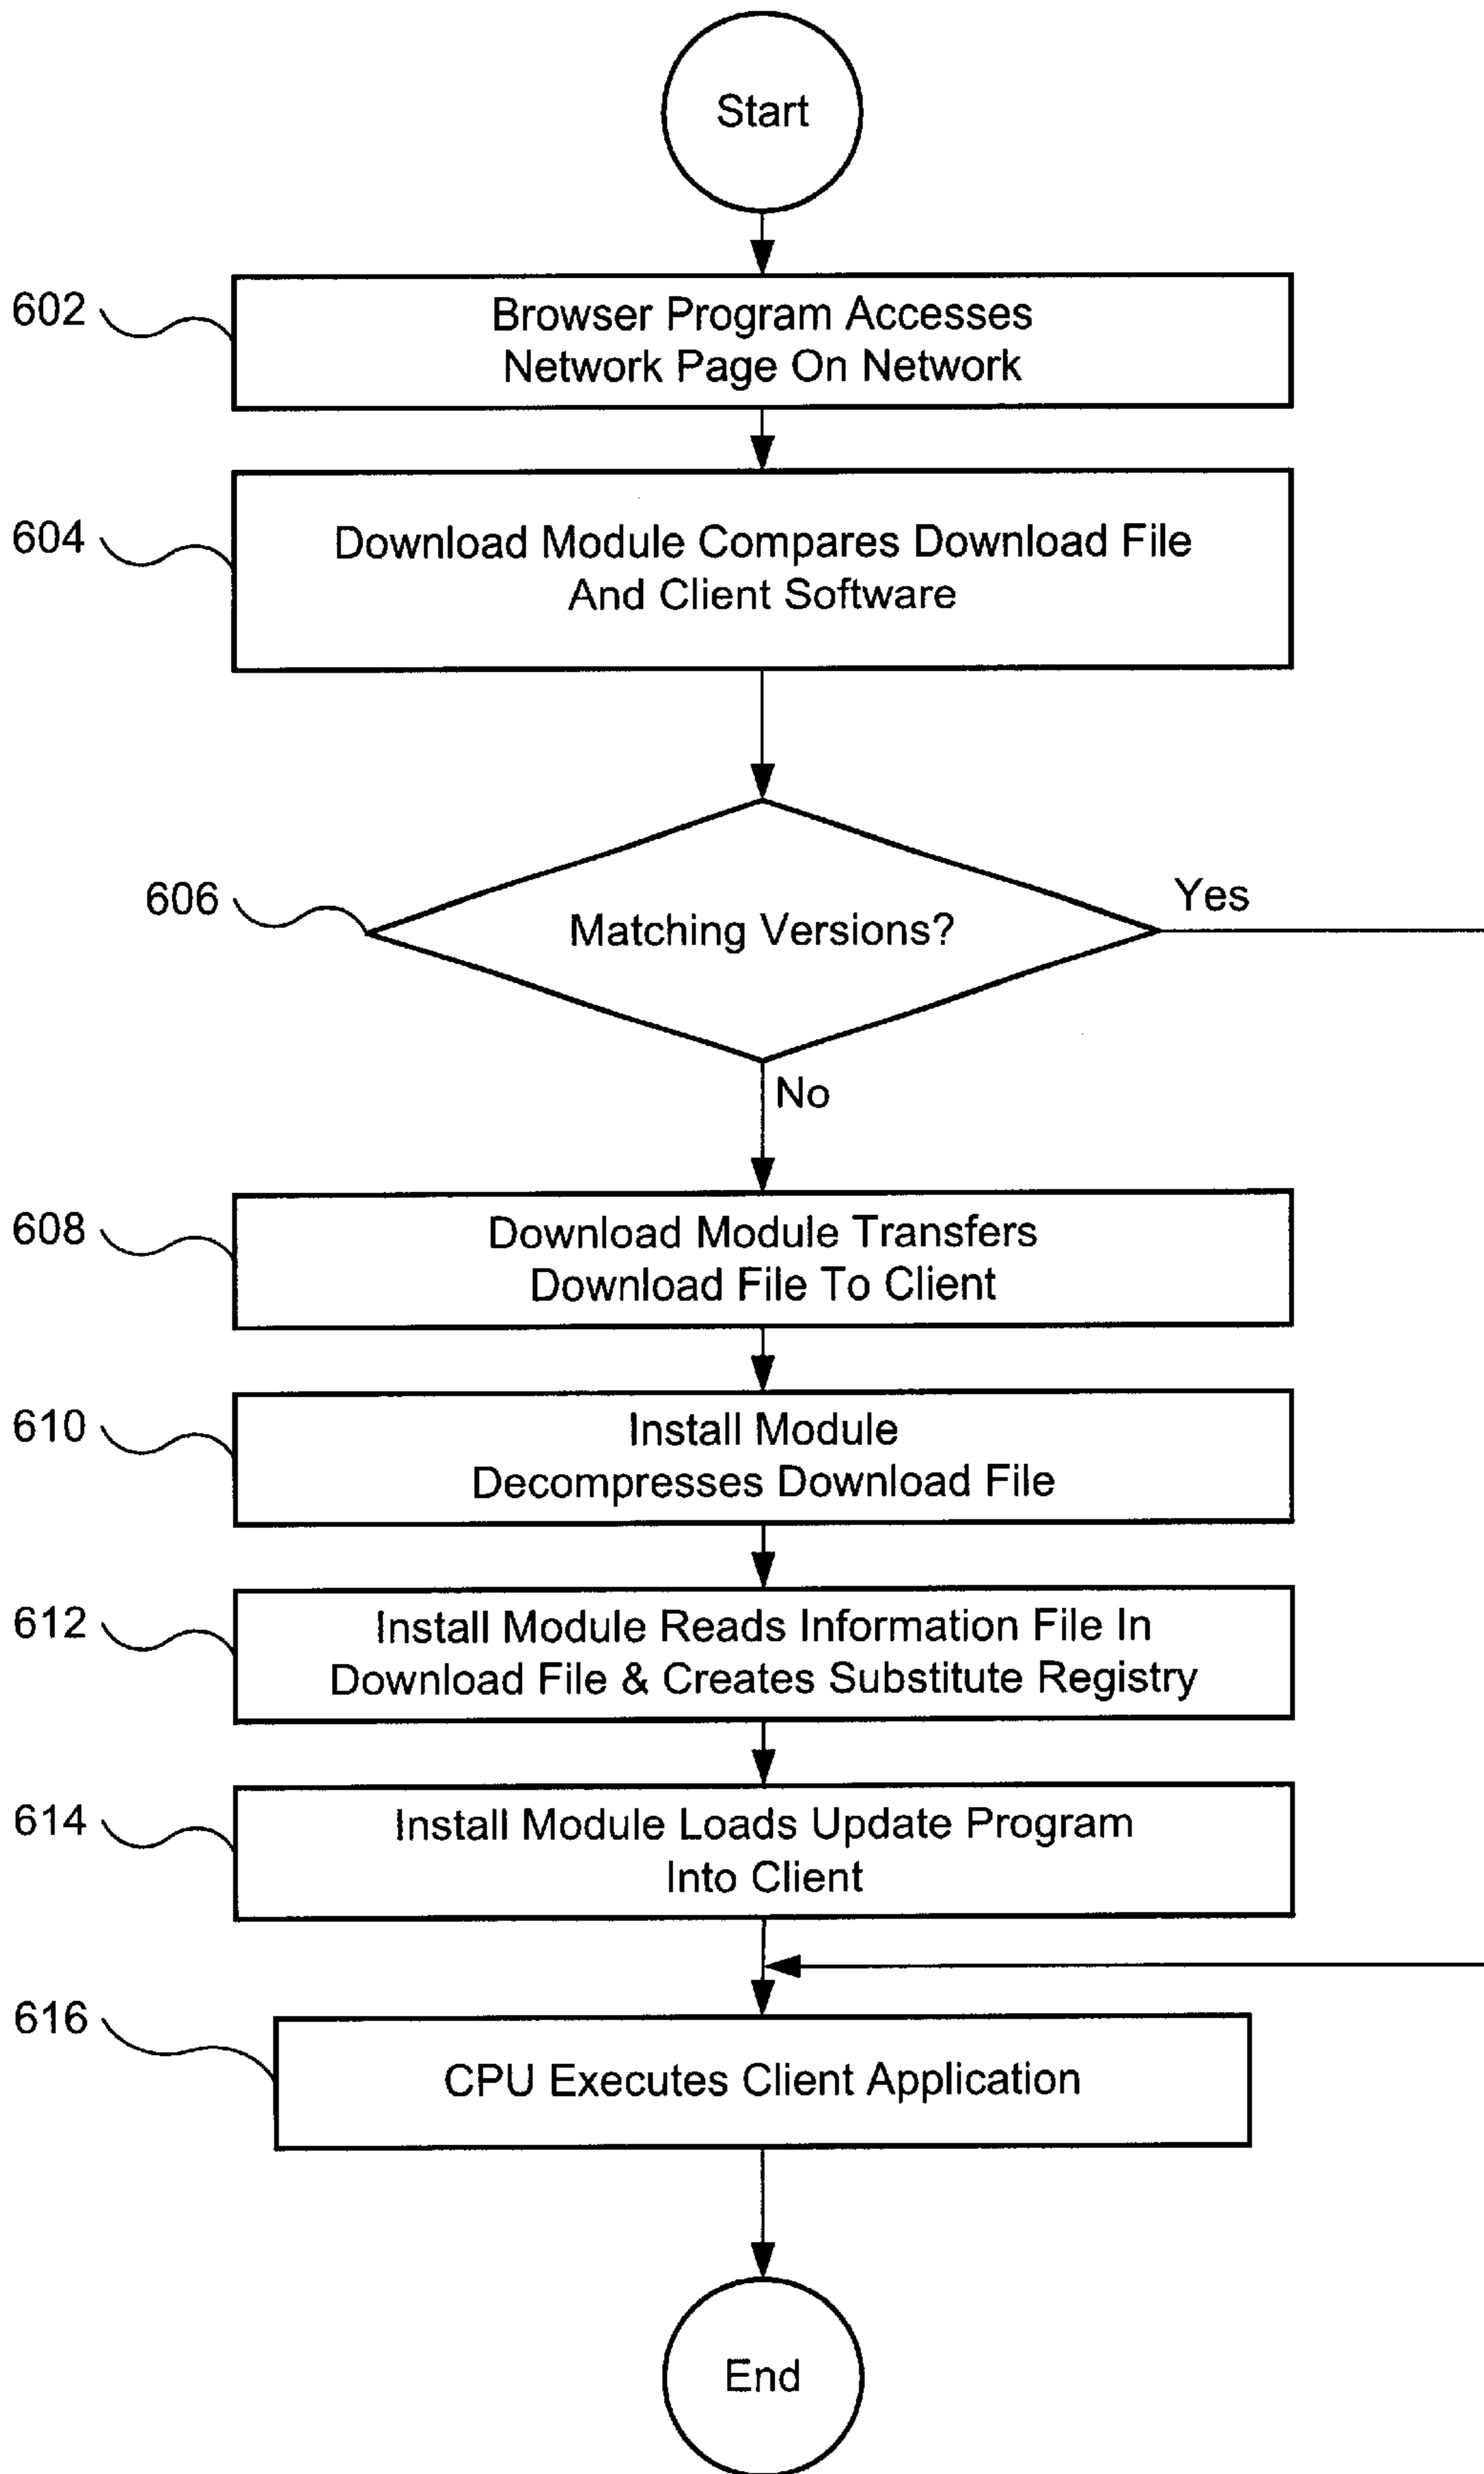 Start
602
Browser Program Accesses
Network Page On Network
604
Download Module Compares Download File
And Client Software
606
Matching Versions?
Yes
No
608
Download Module Transfers
Download File To Client
610
Install Module
Decompresses Download File
612
Install Module Reads Information File In
Download File & Creates Substitute Registry
614
Install Module Loads Update Program
Into Client
616
CPU Executes Client Application
End